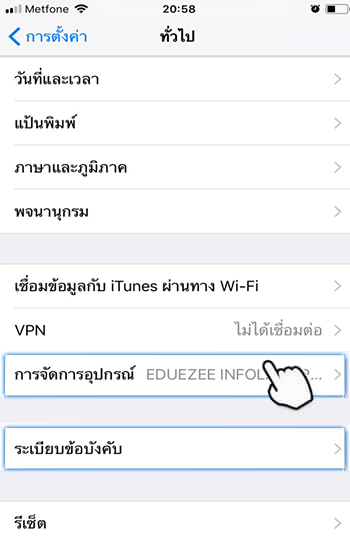 Metfone 20:58
การตั้งค่า ทั่วไป
วันที่และเวลา
แป้นพิมพ์
ภาษาและภูมิภาค
พจนานุกรม
เชื่อมข้อมูลกับ iTunes ผ่านทาง Wi-Fi
VPN ไม่ได้เชื่อมต่อ
การจัดการอุปกรณ์ EDUEZEE INFOL
ระเบียบข้อบังคับ
รีเซ็ต